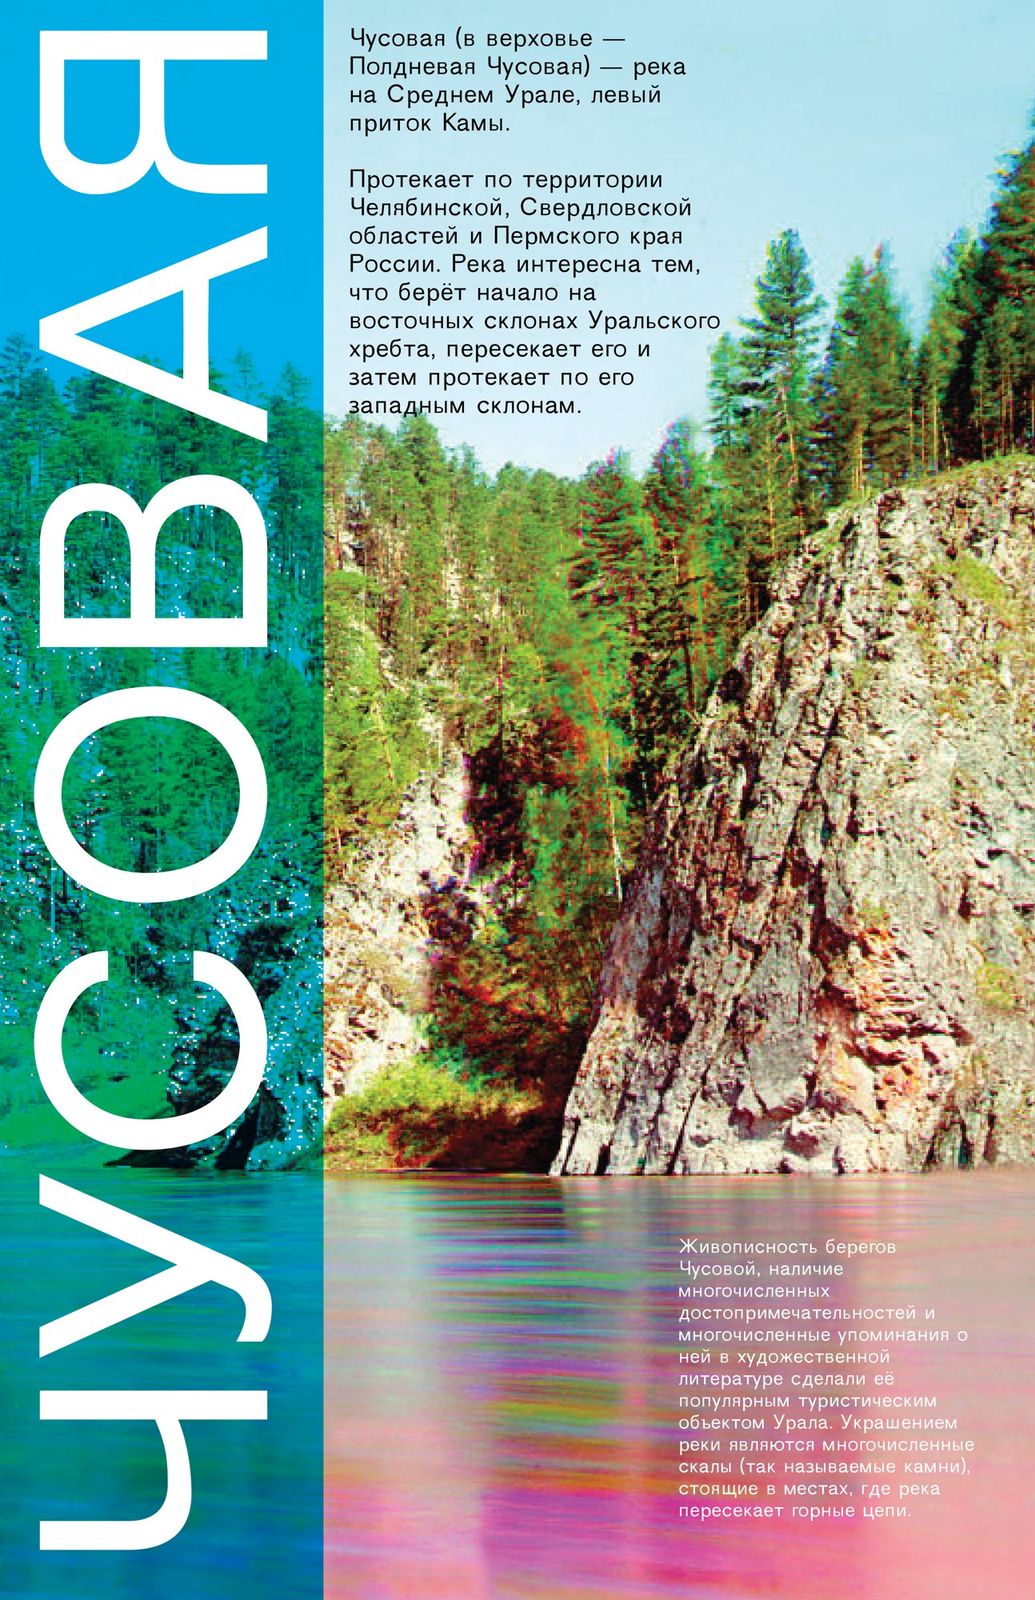 ЧУСОВАЯ
Чусовая (в верховье —
Полдневая Чусовая) — река
на Среднем Урале, левый
приток Камы.
Протекает по территории
Челябинской, Свердловской
областей и Пермского края
России. Река интересна тем,
что берёт начало на
восточных склонах Уральского
хребта, пересекает его и
затем протекает по его
западным склонам.
Живописность берегов
Чусовой, наличие
многочисленных
достопримечательностей и
многочисленные упоминания о
ней в художественной
литературе сделали её
популярным туристическим
объектом Урала. Украшением
реки являются многочисленные
скалы (так называемые камни),
стоящие в местах, где река
пересекает горные цепи.